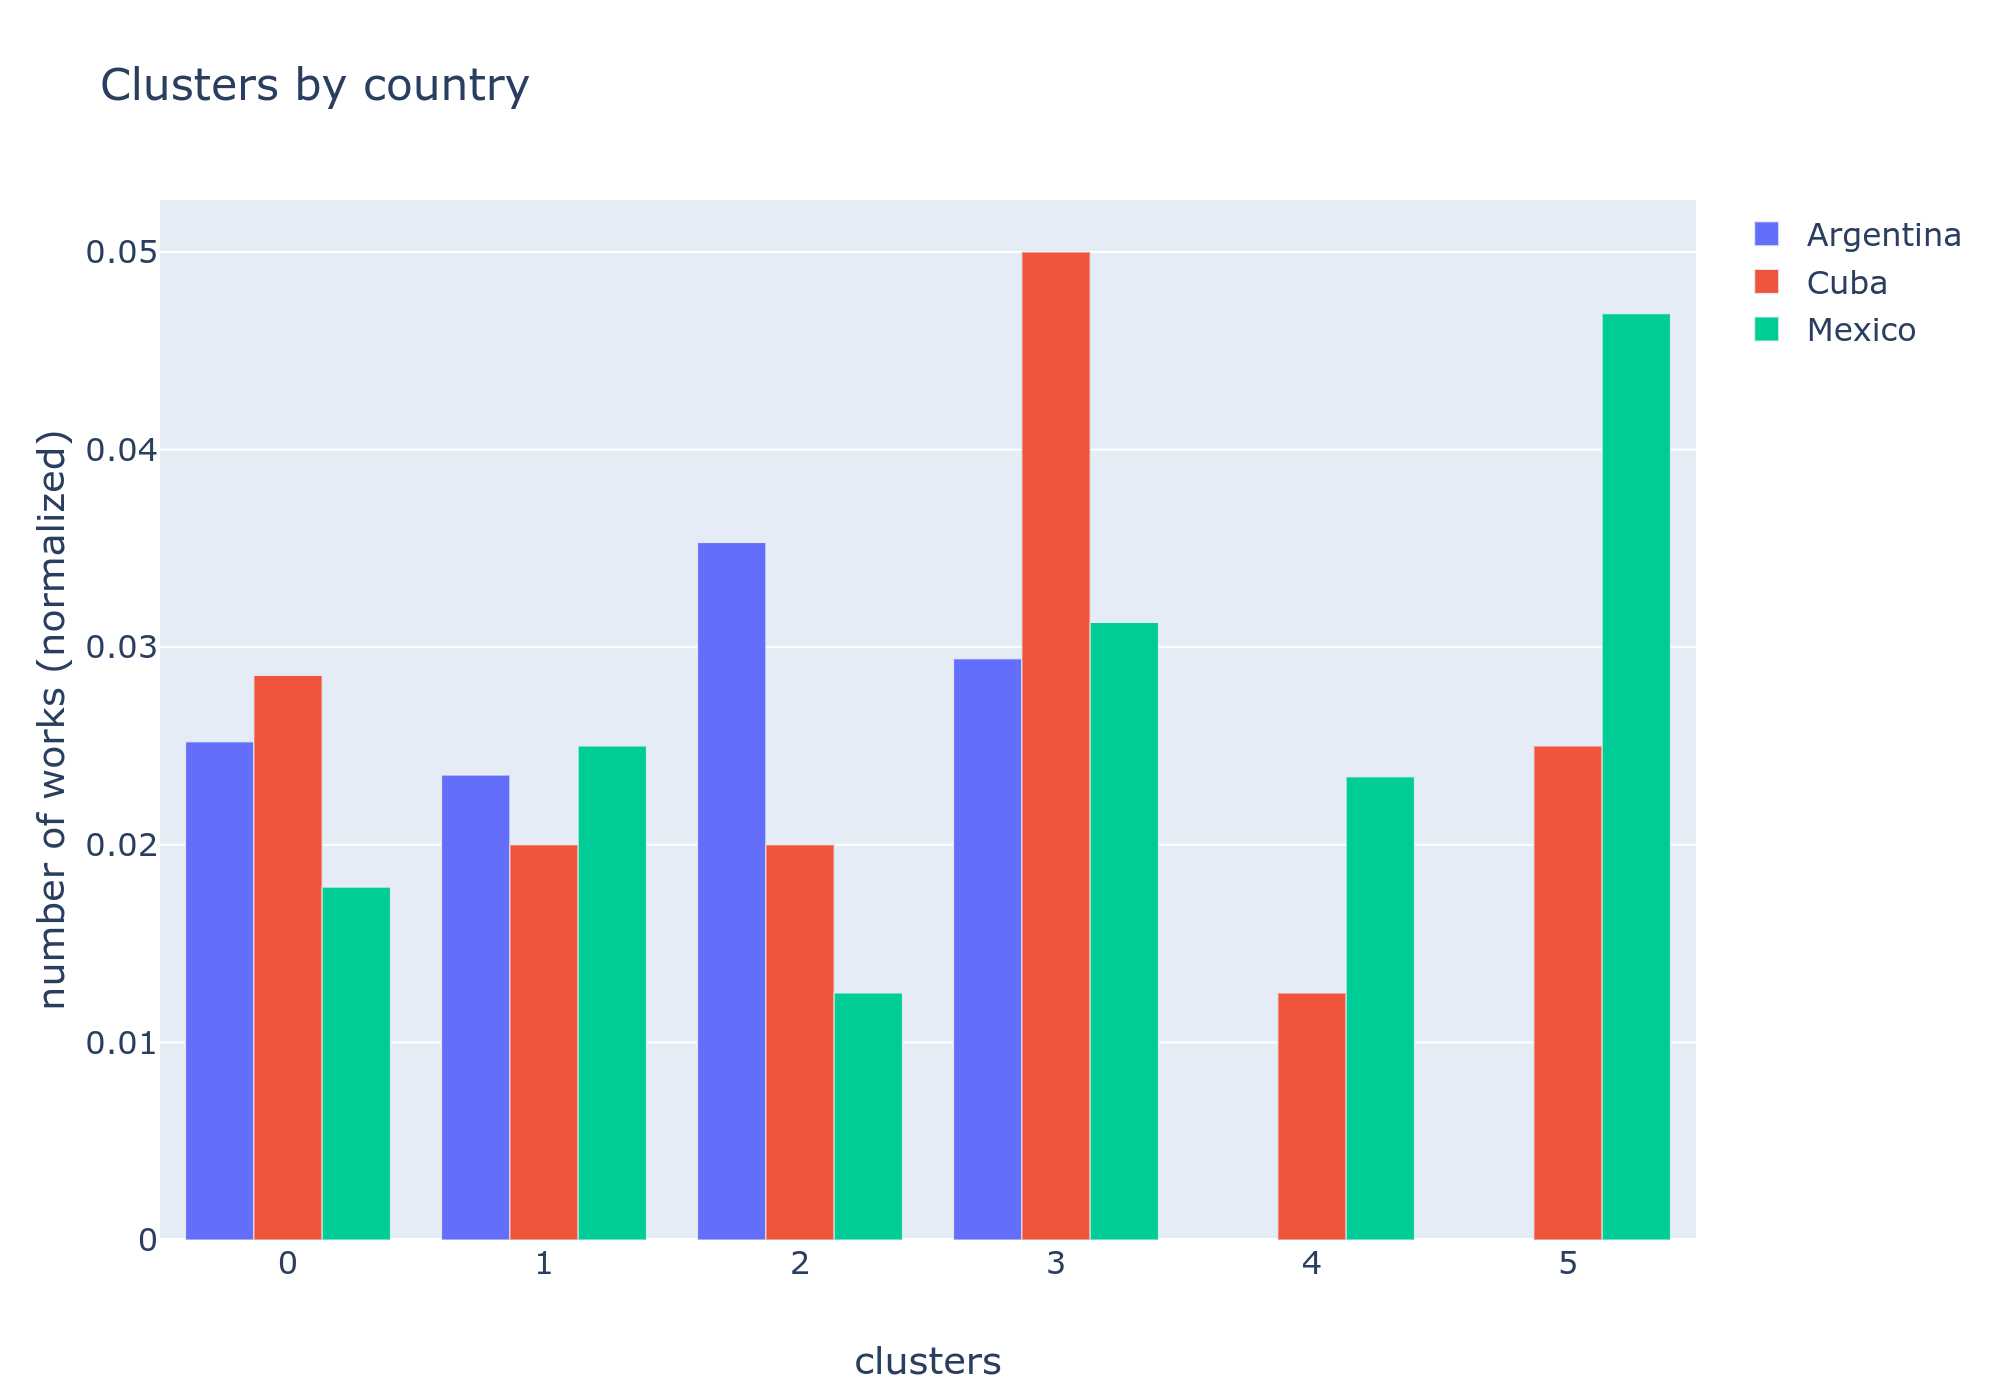 Clusters by country
Argentina
Cuba
Mexico
number of works (normalized)
0.05
0.04
0.03
0.02
0.01
0
0 1 2 3 4 5
clusters